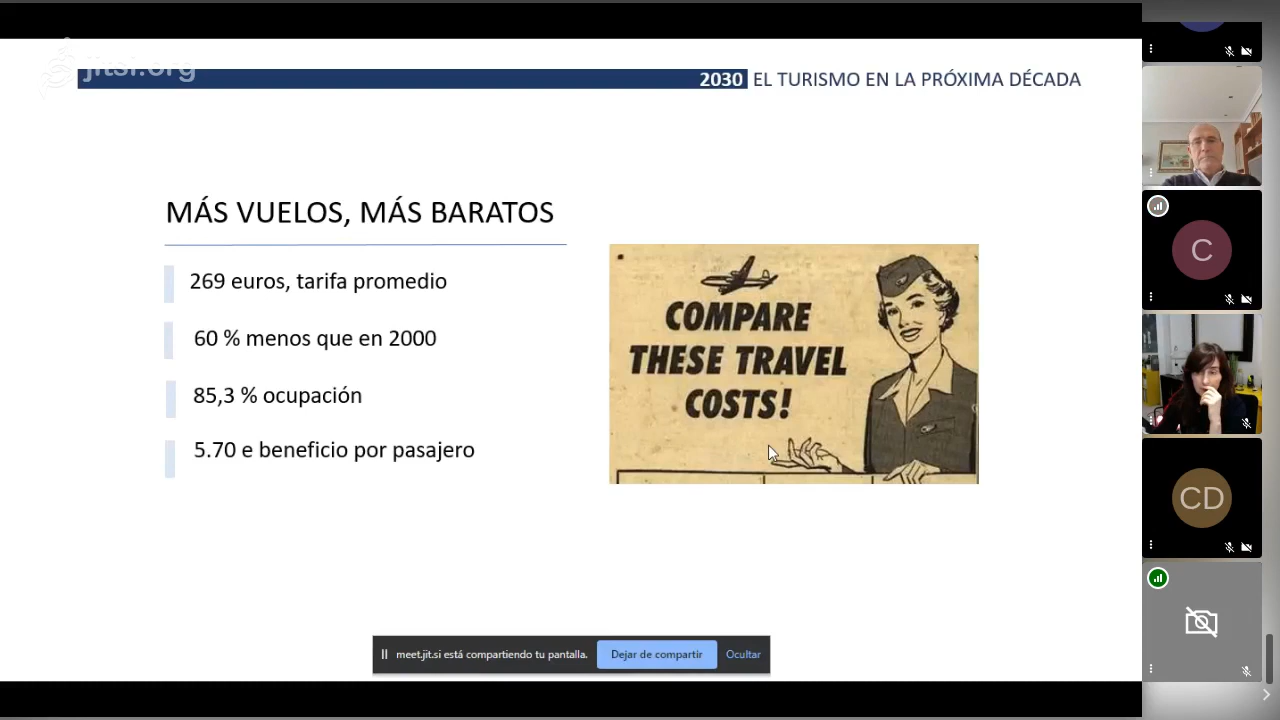 jitsi.org
2030 EL TURISMO EN LA PRÓXIMA DÉCADA
MÁS VUELOS, MÁS BARATOS
269 euros, tarifa promedio
60 % menos que en 2000
85,3 % ocupación
5.70 e beneficio por pasajero
COMPARE
THESE TRAVEL
COSTS!
meet.jit.si está compartiendo tu pantalla.
Dejar de compartir
Ocultar
C
CD